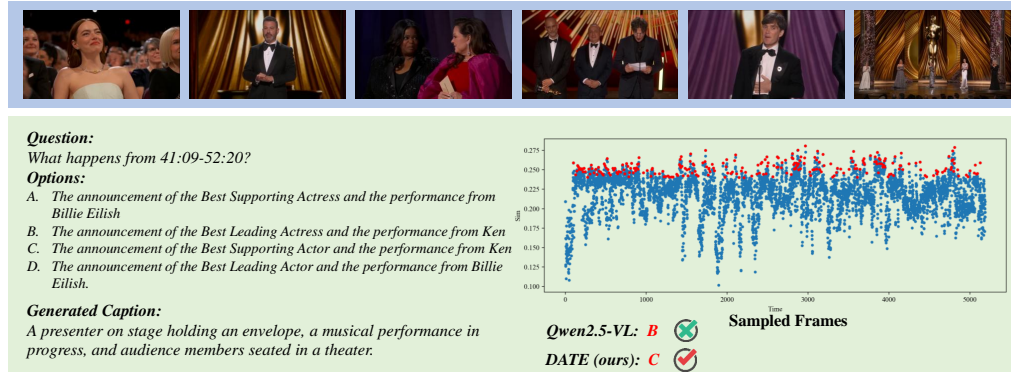 Question:
What happens from 41:09-52:20?
Options:
A. The announcement of the Best Supporting Actress and the performance from
Billie Eilish
B. The announcement of the Best Leading Actress and the performance from Ken
C. The announcement of the Best Supporting Actor and the performance from Ken
D. The announcement of the Best Leading Actor and the performance from Billie
Eilish.
Generated Caption:
A presenter on stage holding an envelope, a musical performance in
progress, and audience members seated in a theater.
0.275
0.250
0.225
0.200
0.175
0.150
0.125
0.100
Sim
0 1000 2000 3000 4000 5000
Time
Sampled Frames
Qwen2.5-VL: B
DATE (ours): C